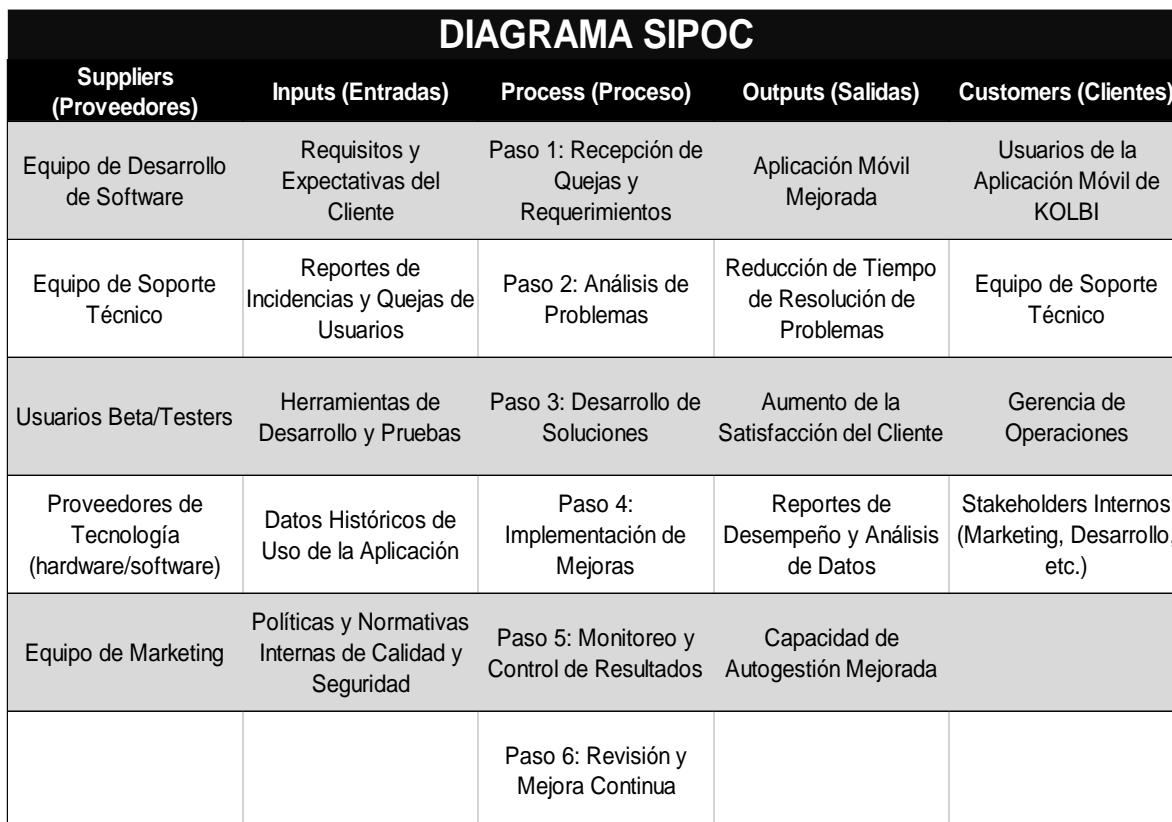 DIAGRAMA SIPOC
Suppliers
(Proveedores)
Inputs (Entradas)
Process (Proceso)
Outputs (Salidas)
Customers (Clientes)
Equipo de Desarrollo
de Software
Requisitos y
Expectativas del
Cliente
Paso 1: Recepción de
Quejas y
Requerimientos
Aplicación Móvil
Mejorada
Usuarios de la
Aplicación Móvil de
KOLBI
Equipo de Soporte
Técnico
Reportes de
Incidencias y Quejas de
Usuarios
Paso 2: Análisis de
Problemas
Reducción de Tiempo
de Resolución de
Problemas
Equipo de Soporte
Técnico
Usuarios Beta/Testers
Herramientas de
Desarrollo y Pruebas
Paso 3: Desarrollo de
Soluciones
Aumento de la
Satisfacción del Cliente
Gerencia de
Operaciones
Proveedores de
Tecnología
(hardware/software)
Datos Históricos de
Uso de la Aplicación
Paso 4:
Implementación de
Mejoras
Reportes de
Desempeño y Análisis
de Datos
Stakeholders Internos
(Marketing, Desarrollo,
etc.)
Equipo de Marketing
Políticas y Normativas
Internas de Calidad y
Seguridad
Paso 5: Monitoreo y
Control de Resultados
Capacidad de
Autogestión Mejorada
Paso 6: Revisión y
Mejora Continua